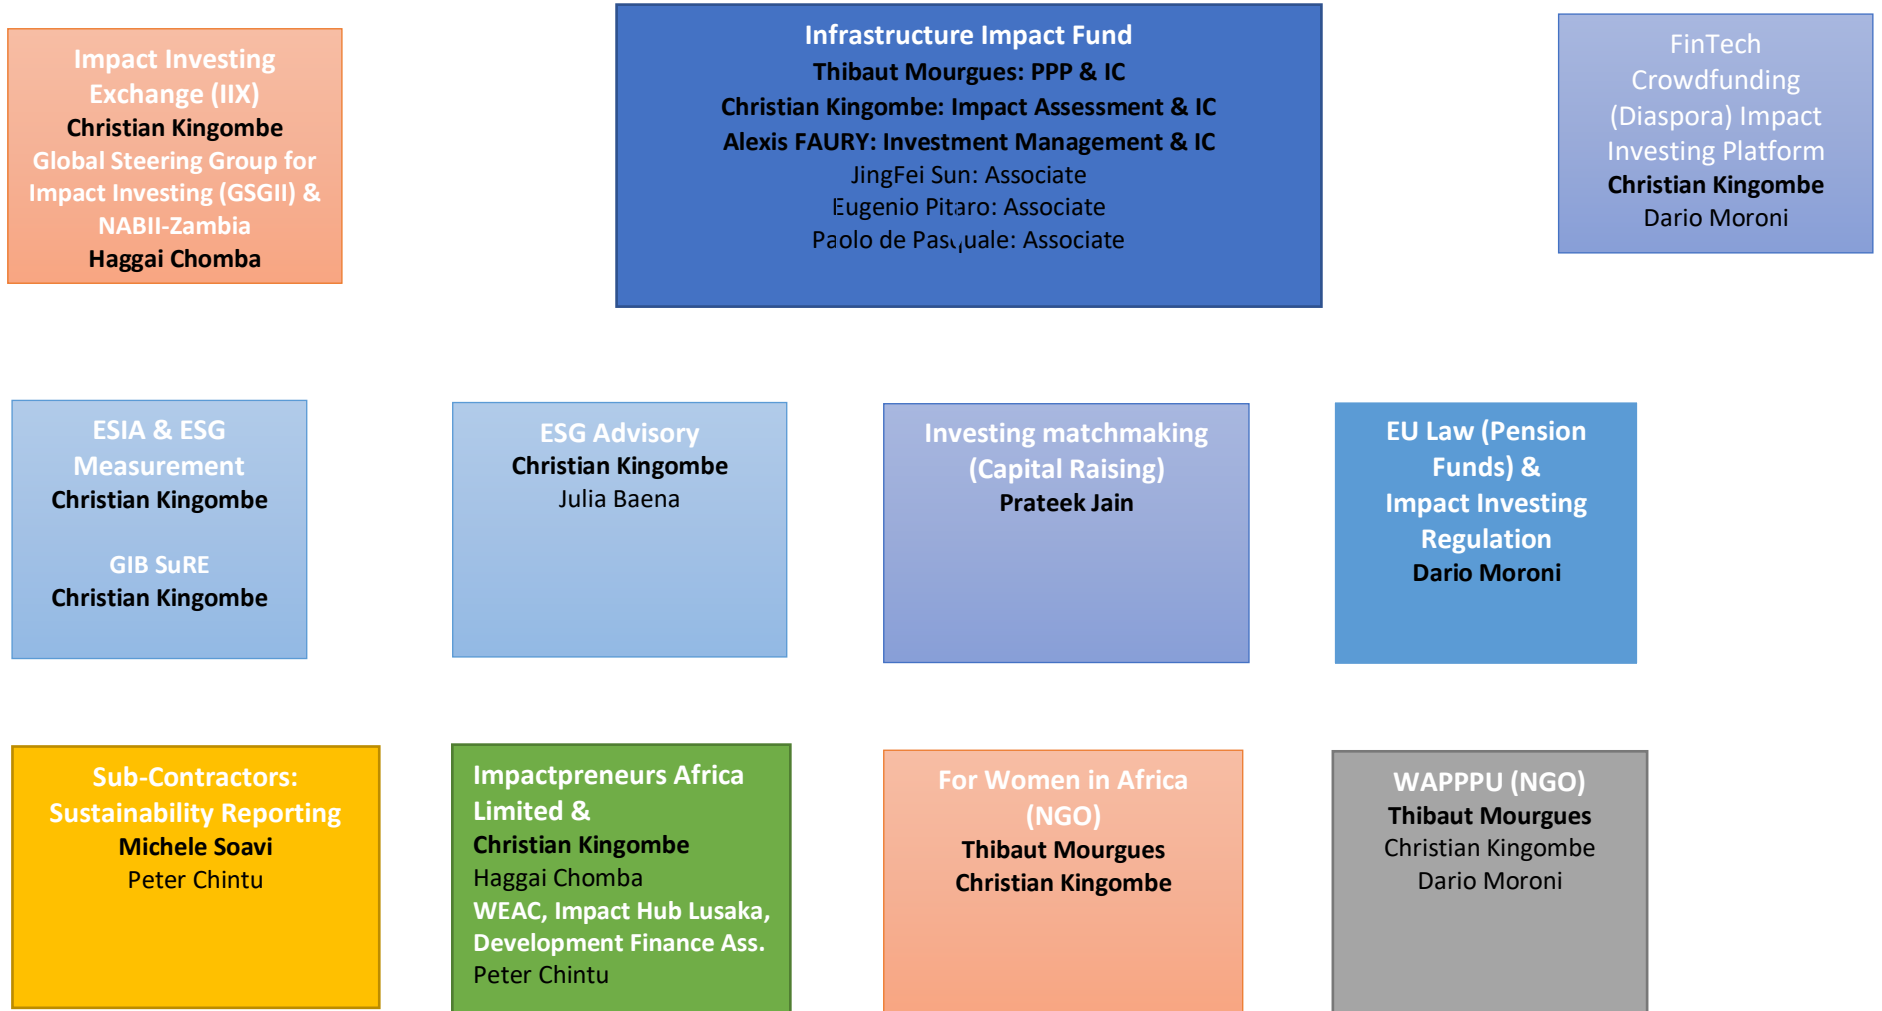 Impact Investing
Exchange (IIX)
Christian Kingombe
Global Steering Group for
Impact Investing (GSGII) &
NABII-Zambia
Haggai Chomba
Infrastructure Impact Fund
Thibaut Mourgues: PPP & IC
Christian Kingombe: Impact Assessment & IC
Alexis FAURY: Investment Management & IC
JingFei Sun: Associate
Eugenio Pitaro: Associate
Paolo de Pasquale: Associate
FinTech
Crowdfunding
(Diaspora) Impact
Investing Platform
Christian Kingombe
Dario Moroni
ESIA & ESG
Measurement
Christian Kingombe
GIB SuRE
Christian Kingombe
ESG Advisory
Christian Kingombe
Julia Baena
Investing matchmaking
(Capital Raising)
Prateek Jain
EU Law (Pension
Funds) &
Impact Investing
Regulation
Dario Moroni
Sub-Contractors:
Sustainability Reporting
Michele Soavi
Peter Chintu
Impactpreneurs Africa
Limited &
Christian Kingombe
Haggai Chomba
WEAC, Impact Hub Lusaka,
Development Finance Ass.
Peter Chintu
For Women in Africa
(NGO)
Thibaut Mourgues
Christian Kingombe
WAPPPU (NGO)
Thibaut Mourgues
Christian Kingombe
Dario Moroni